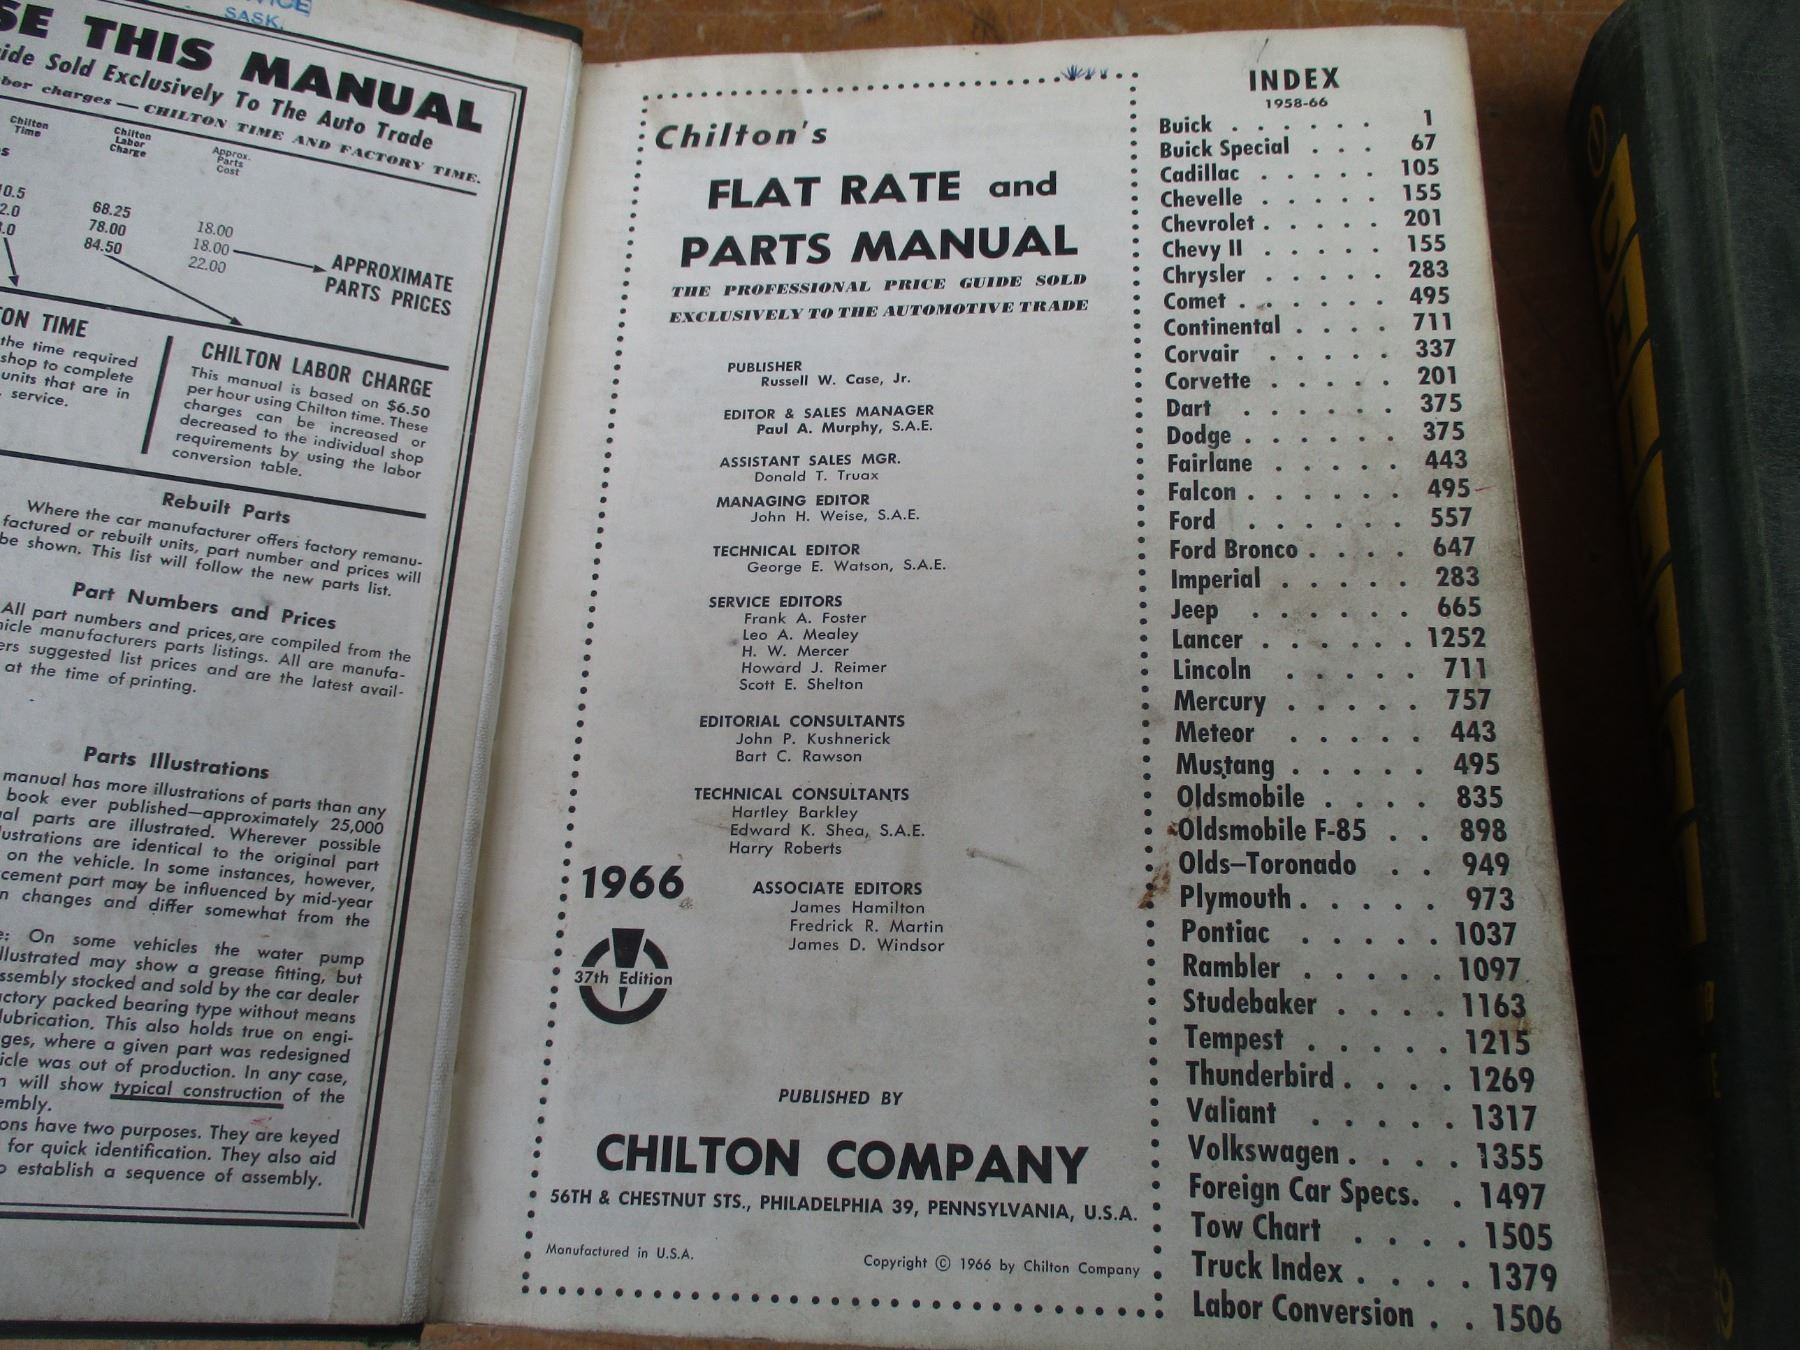 SASK.
SE THIS MANUAL
ide Sold Exclusively To The Auto Trade
bor charges — CHILTON TIME AND FACTORY TIME.
Chilton Time
Chilton Labor Charge
Approx. Parts Cost
10.5 68.25 18.00
2.0 78.00 18.00
.0 84.50 22.00
APPROXIMATE
PARTS PRICES
ON TIME
the time required
shop to complete
units that are in
service.
CHILTON LABOR CHARGE
This manual is based on $6.50
per hour using Chilton time. These
charges can be increased or
decreased to the individual shop
requirements by using the labor
conversion table.
Rebuilt Parts
Where the car manufacturer offers factory remanu-
factured or rebuilt units, part number and prices will
be shown. This list will follow the new parts list.
Part Numbers and Prices
All part numbers and prices, are compiled from the
hicle manufacturers parts listings. All are manufa-
ers suggested list prices and are the latest avail-
at the time of printing.
Parts Illustrations
manual has more illustrations of parts than any
book ever published—approximately 25,000
al parts are illustrated. Wherever possible
lustrations are identical to the original part
on the vehicle. In some instances, however,
cement part may be influenced by mid-year
n changes and differ somewhat from the
e: On some vehicles the water pump
llustrated may show a grease fitting, but
ssembly stocked and sold by the car dealer
actory packed bearing type without means
lubrication. This also holds true on engi-
ges, where a given part was redesigned
icle was out of production. In any case,
n will show typical construction of the
embly.
ons have two purposes. They are keyed
for quick identification. They also aid
o establish a sequence of assembly.
Chilton's
FLAT RATE and
PARTS MANUAL
THE PROFESSIONAL PRICE GUIDE SOLD
EXCLUSIVELY TO THE AUTOMOTIVE TRADE
PUBLISHER
Russell W. Case, Jr.
EDITOR & SALES MANAGER
Paul A. Murphy, S.A.E.
ASSISTANT SALES MGR.
Donald T. Truax
MANAGING EDITOR
John H. Weise, S.A.E.
TECHNICAL EDITOR
George E. Watson, S.A.E.
SERVICE EDITORS
Frank A. Foster
Leo A. Mealey
H. W. Mercer
Howard J. Reimer
Scott E. Shelton
EDITORIAL CONSULTANTS
John P. Kushnerick
Bart C. Rawson
TECHNICAL CONSULTANTS
Hartley Barkley
Edward K. Shea, S.A.E.
Harry Roberts
1966
ASSOCIATE EDITORS
James Hamilton
Fredrick R. Martin
James D. Windsor
37th Edition
PUBLISHED BY
CHILTON COMPANY
56TH & CHESTNUT STS., PHILADELPHIA 39, PENNSYLVANIA, U.S.A.
Manufactured in U.S.A. Copyright © 1966 by Chilton Company
INDEX
1958-66
Buick . . . . . . 1
Buick Special . . . 67
Cadillac . . . . . 105
Chevelle . . . . . 155
Chevrolet . . . . . 201
Chevy II . . . . . 155
Chrysler . . . . . 283
Comet . . . . . . 495
Continental . . . . 711
Corvair . . . . . 337
Corvette . . . . . 201
Dart . . . . . . 375
Dodge . . . . . . 375
Fairlane . . . . . 443
Falcon . . . . . . 495
Ford . . . . . . 557
Ford Bronco . . . . 647
Imperial . . . . . 283
Jeep . . . . . . 665
Lancer . . . . . . 1252
Lincoln . . . . . 711
Mercury . . . . . 757
Meteor . . . . . 443
Mustang . . . . . 495
Oldsmobile . . . . 835
Oldsmobile F-85 . . 898
Olds—Toronado . . 949
Plymouth . . . . . 973
Pontiac . . . . . 1037
Rambler . . . . . 1097
Studebaker . . . . 1163
Tempest . . . . . 1215
Thunderbird . . . . 1269
Valiant . . . . . 1317
Volkswagen . . . . 1355
Foreign Car Specs. . 1497
Tow Chart . . . . 1505
Truck Index . . . . 1379
Labor Conversion . . 1506